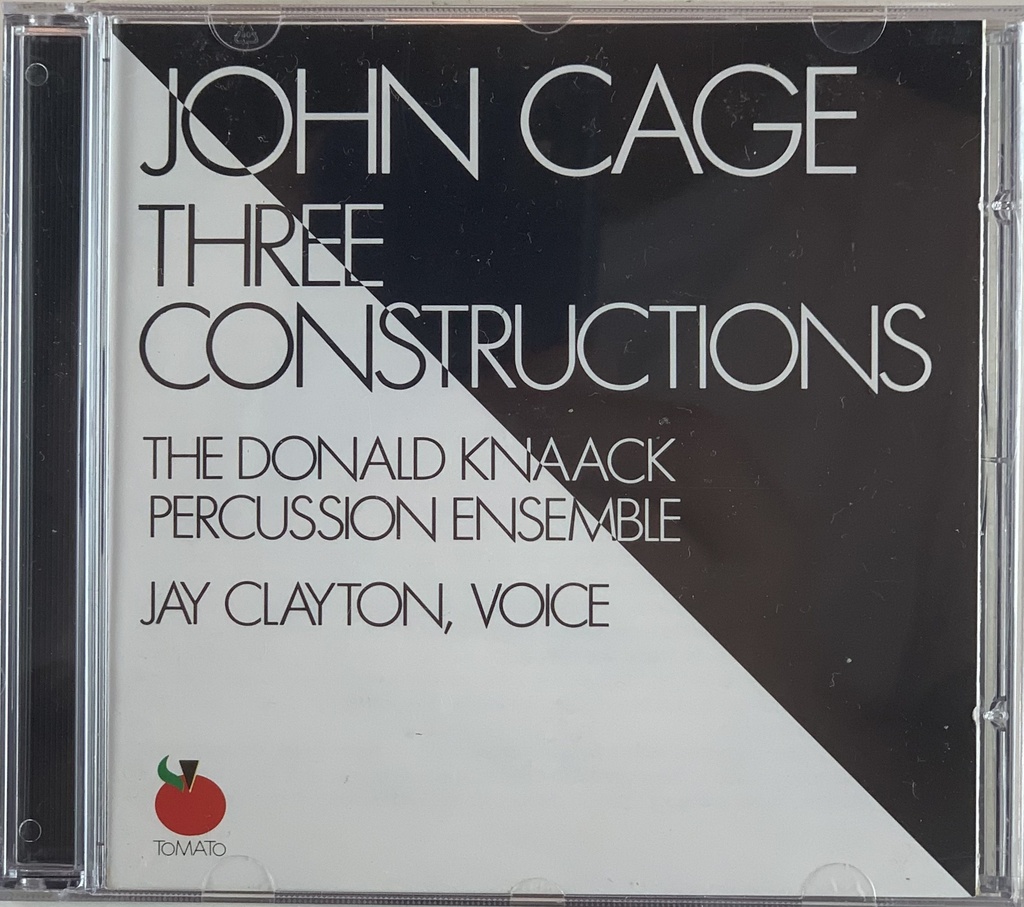 JOHN CAGE
THREE
CONSTRUCTIONS
THE DONALD KNAACK
PERCUSSION ENSEMBLE
JAY CLAYTON, VOICE
TOMATO